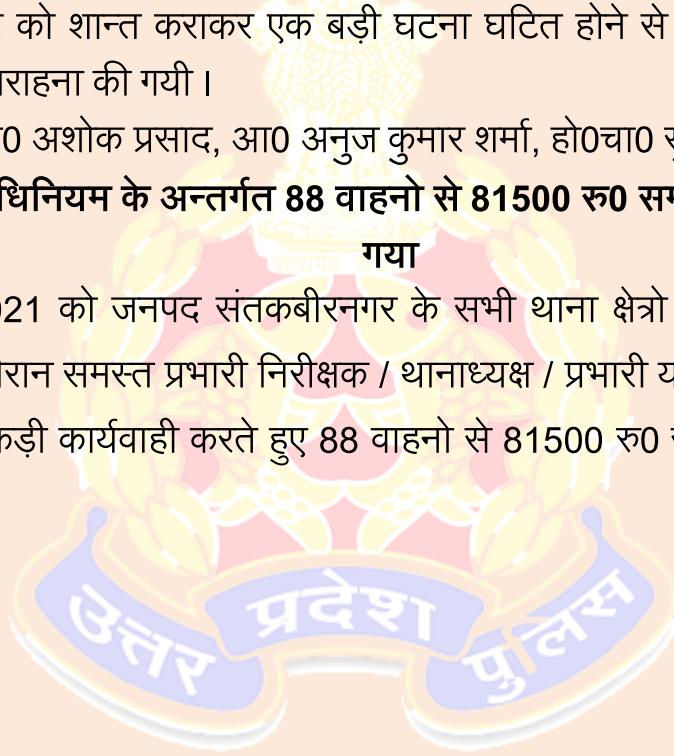 को शान्त कराकर एक बड़ी घटना घटित होने से
राहना की गयी ।
0 अशोक प्रसाद, आ0 अनुज कुमार शर्मा, हो0चा0
धिनियम के अन्तर्गत 88 वाहनो से 81500 रु0
गया
21 को जनपद संतकबीरनगर के सभी थाना क्षेत्रो
रान समस्त प्रभारी निरीक्षक / थानाध्यक्ष / प्रभारी
कड़ी कार्यवाही करते हुए 88 वाहनो से 81500 रु0
उत्तर प्रदेश पुलिस